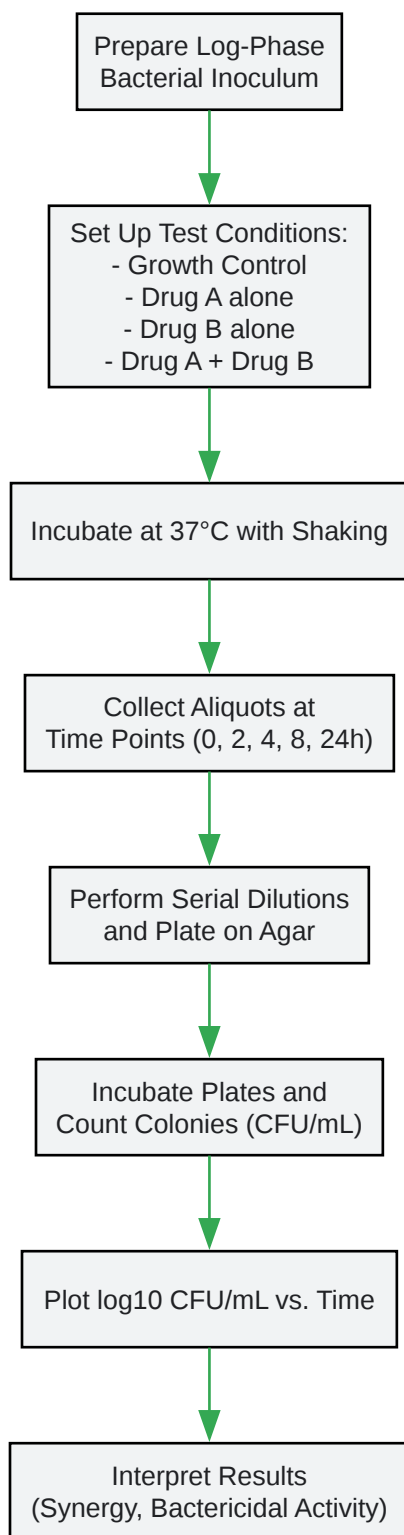 Prepare Log-Phase
Bacterial Inoculum
Set Up Test Conditions:
- Growth Control
- Drug A alone
- Drug B alone
- Drug A + Drug B
Incubate at 37°C with Shaking
Collect Aliquots at
Time Points (0, 2, 4, 8, 24h)
Perform Serial Dilutions
and Plate on Agar
Incubate Plates and
Count Colonies (CFU/mL)
Plot log10 CFU/mL vs. Time
Interpret Results
(Synergy, Bactericidal Activity)